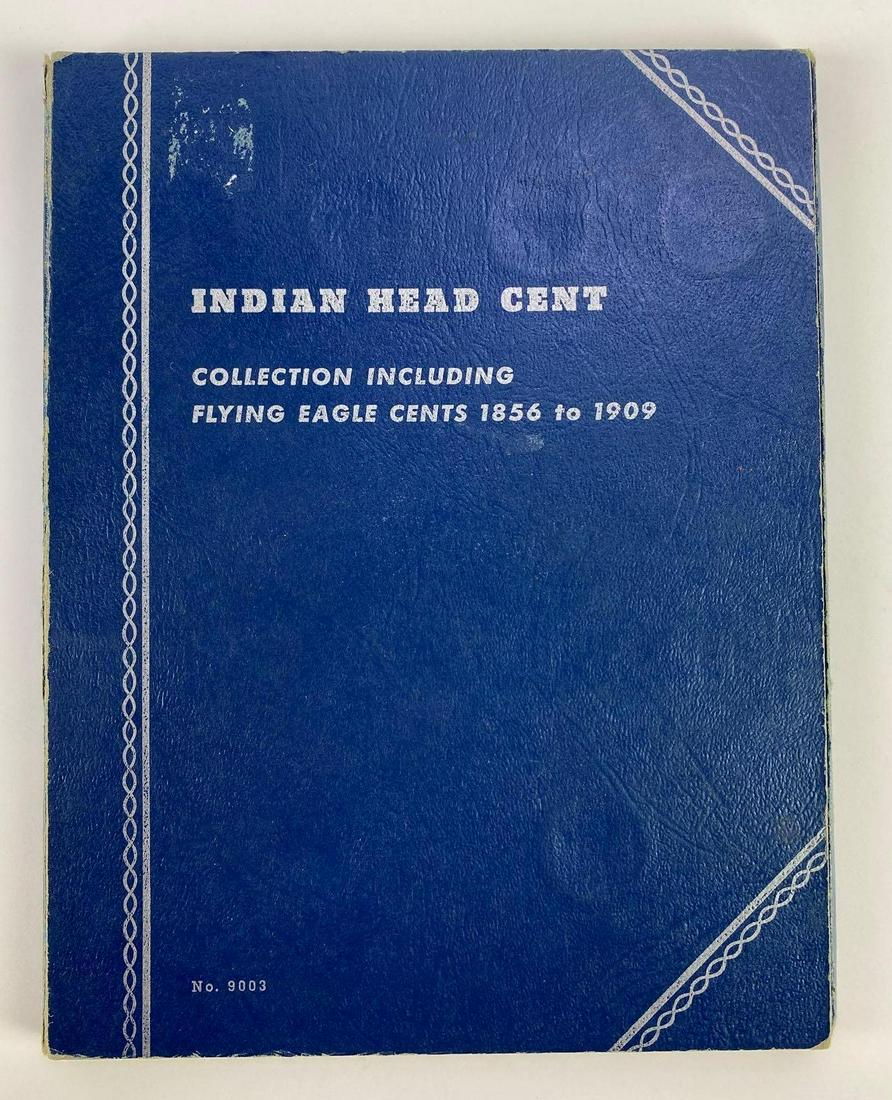 INDIAN HEAD CENT
COLLECTION INCLUDING
FLYING EAGLE CENTS 1856 to 1909
No. 9003